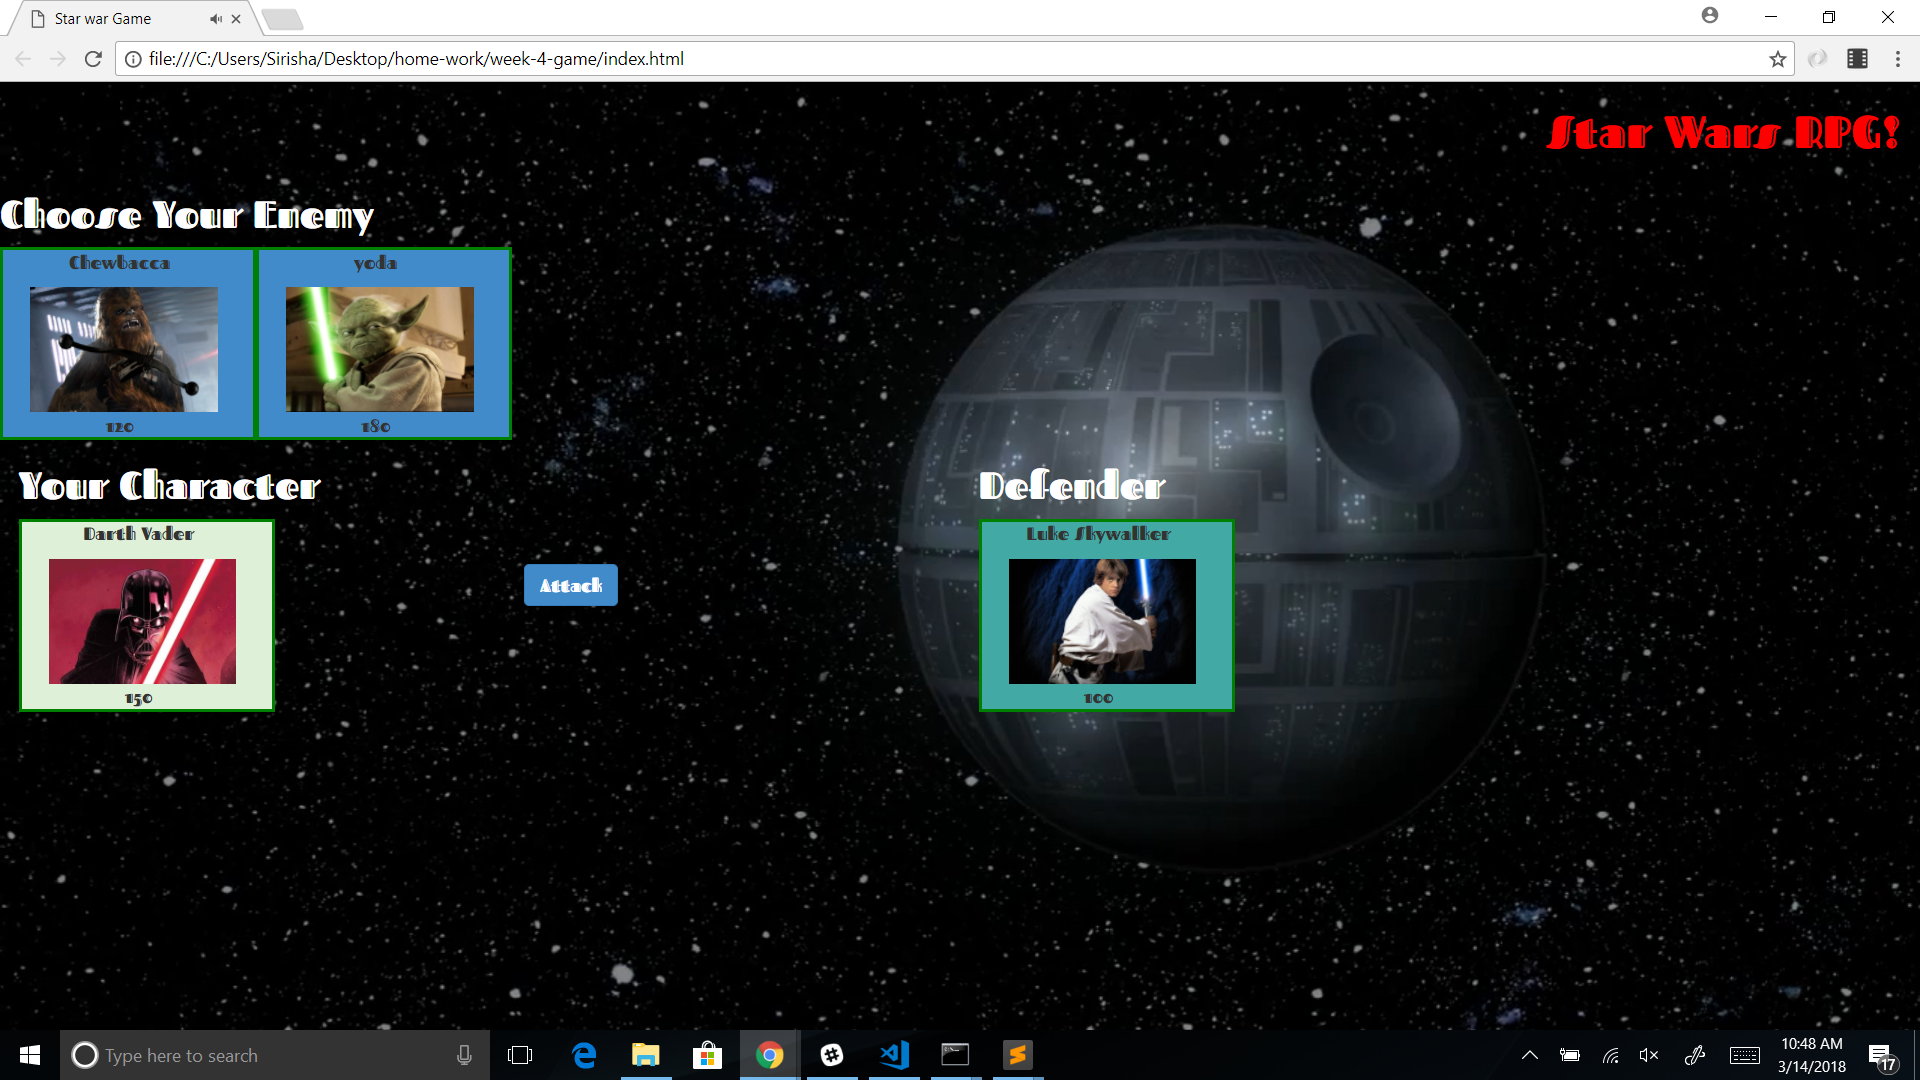 Star war Game
file:///C:/Users/Sirisha/Desktop/home-work/week-4-game/index.html
Star Wars RPG!
Choose Your Enemy
Chewbacca
yoda
120
180
Your Character
Defender
Darth Vader
Luke Skywalker
Attack
150
100
Type here to search
10:48 AM
3/14/2018
17